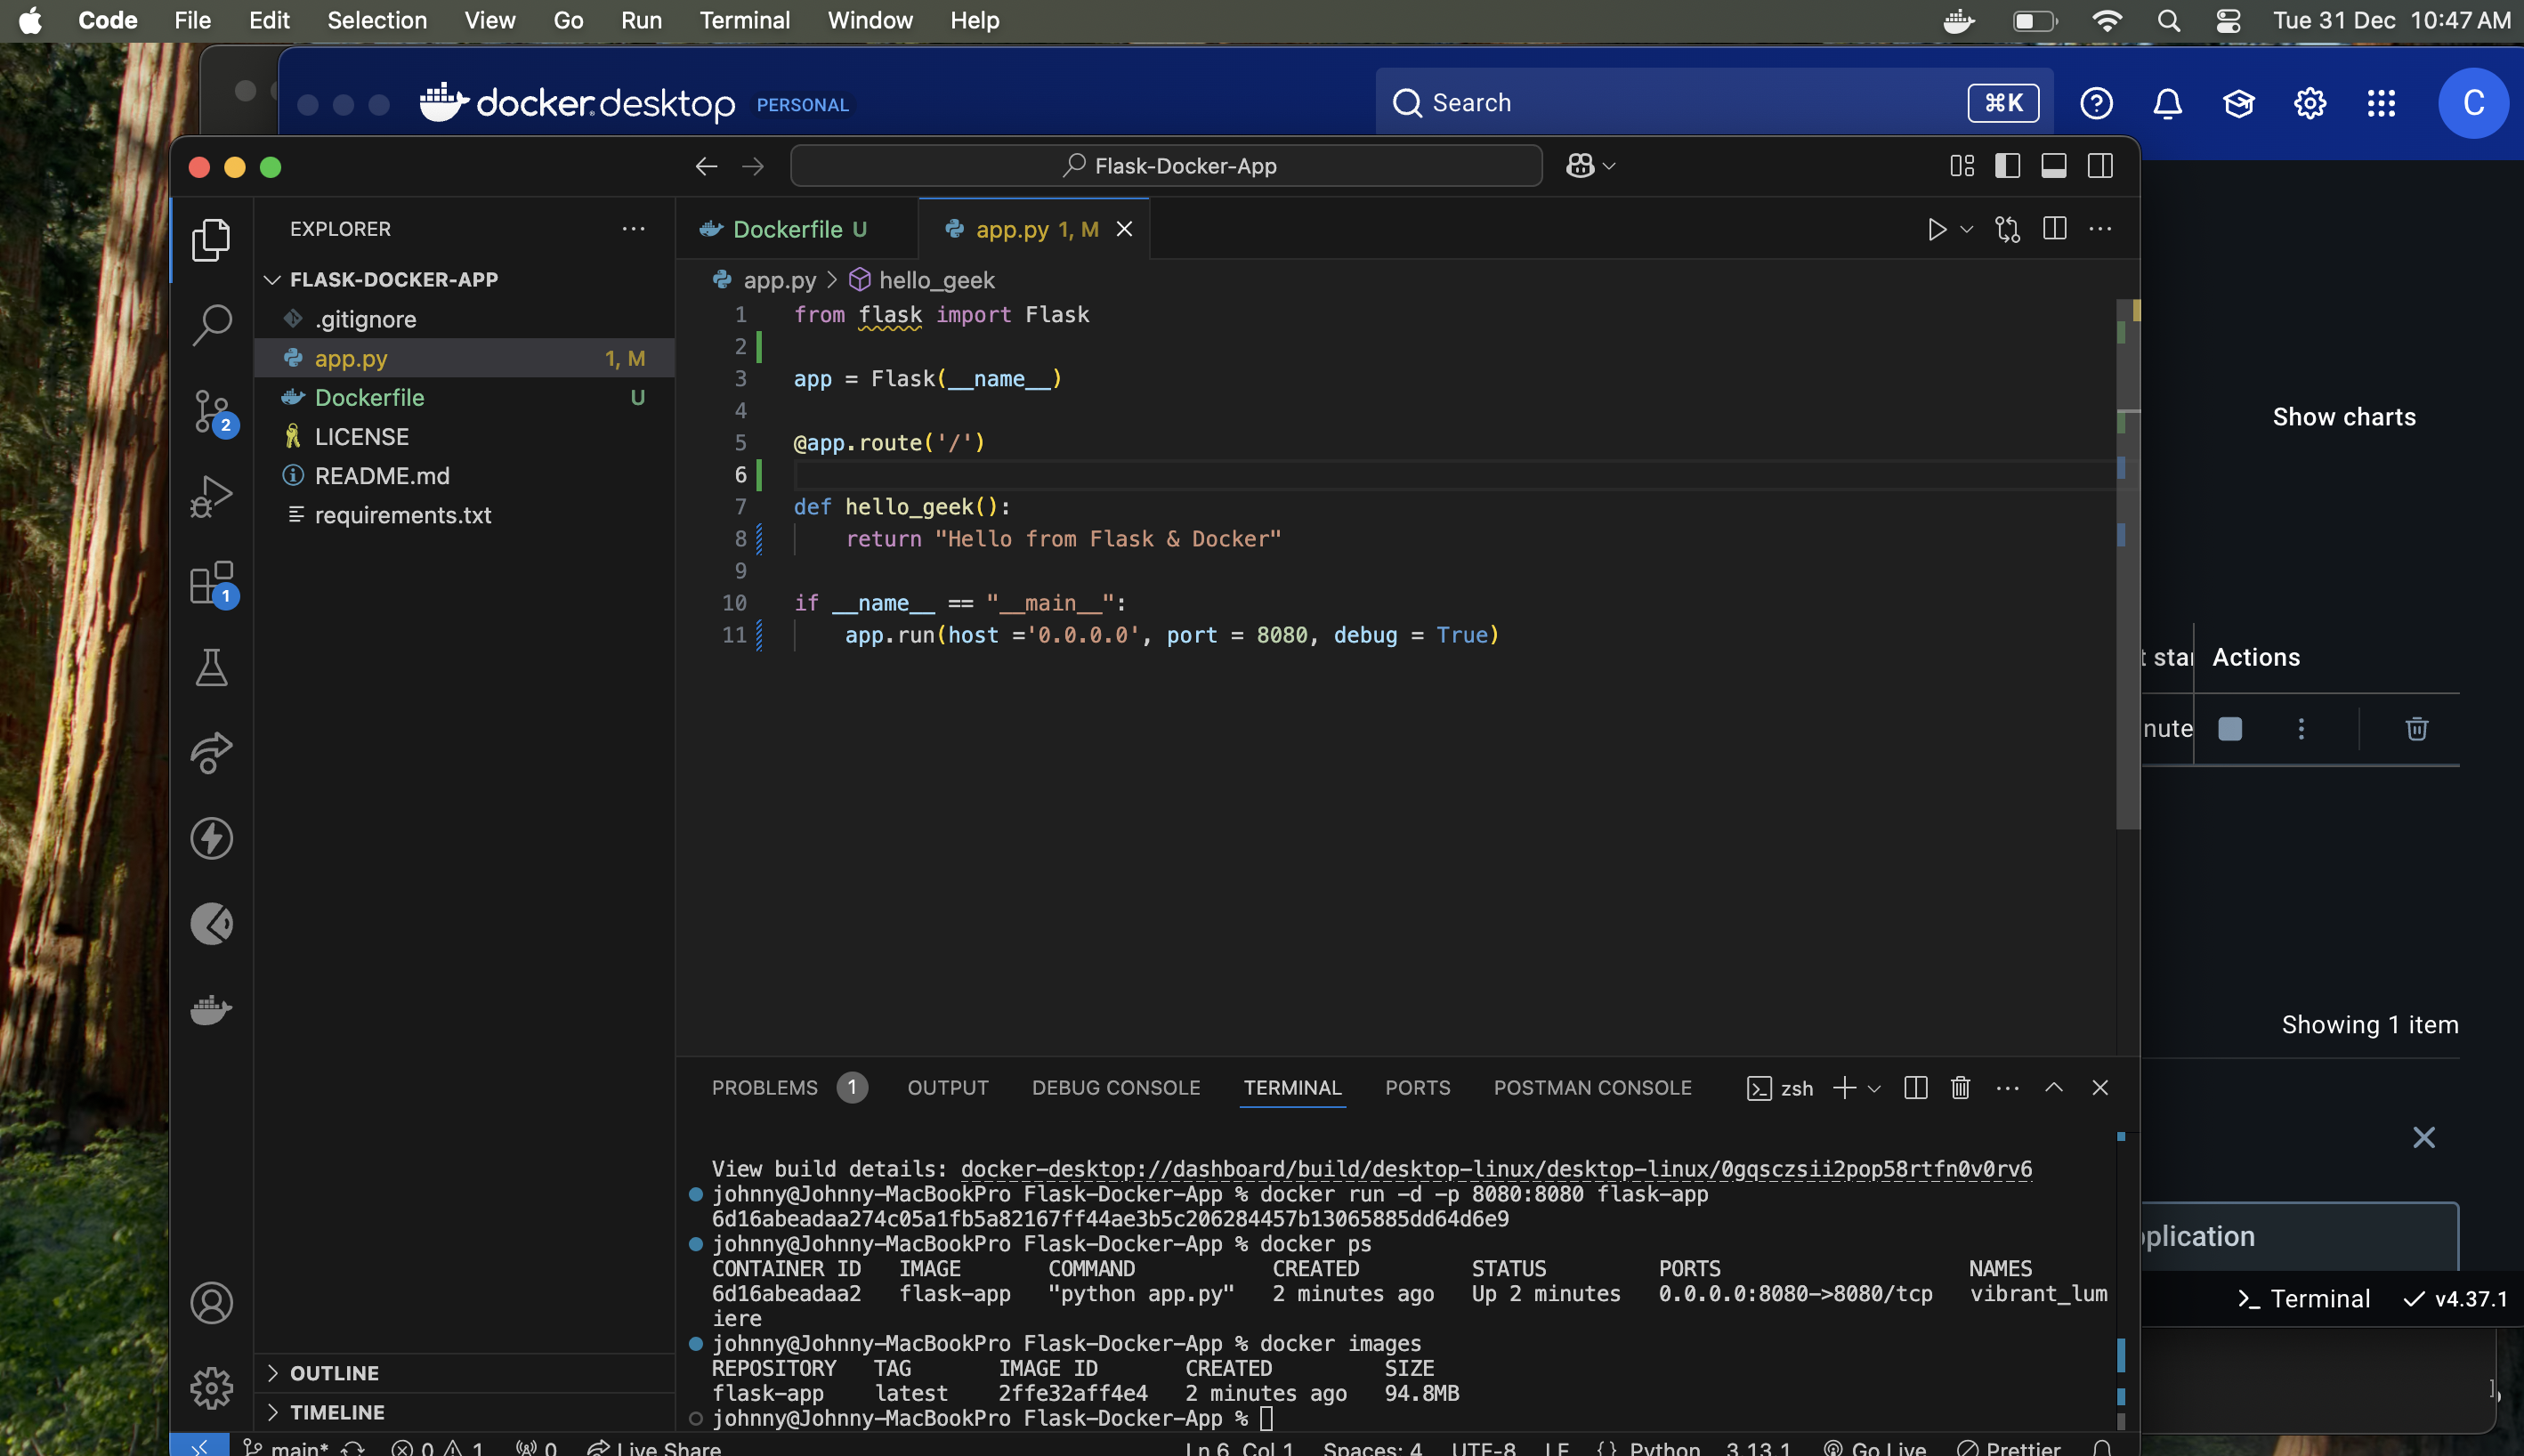 Code File Edit Selection View Go Run Terminal Window Help Tue 31 Dec 10:47 AM
docker desktop PERSONAL Search ⌘K C
Flask-Docker-App
EXPLORER
Dockerfile U app.py 1, M
FLASK-DOCKER-APP
.gitignore
app.py 1, M
Dockerfile U
LICENSE
README.md
requirements.txt
2
1
OUTLINE
TIMELINE
app.py > hello_geek
1 from flask import Flask
2
3 app = Flask(__name__)
4
5 @app.route('/')
6
7 def hello_geek():
8 return "Hello from Flask & Docker"
9
10 if __name__ == "__main__":
11 app.run(host ='0.0.0.0', port = 8080, debug = True)
Show charts
Actions
nute
Showing 1 item
plication
Terminal v4.37.1
PROBLEMS 1 OUTPUT DEBUG CONSOLE TERMINAL PORTS POSTMAN CONSOLE zsh
View build details: docker-desktop://dashboard/build/desktop-linux/desktop-linux/0gqsczsii2pop58rtfn0v0rv6
johnny@Johnny-MacBookPro Flask-Docker-App % docker run -d -p 8080:8080 flask-app
6d16abeadaa274c05a1fb5a82167ff44ae3b5c206284457b13065885dd64d6e9
johnny@Johnny-MacBookPro Flask-Docker-App % docker ps
CONTAINER ID IMAGE COMMAND CREATED STATUS PORTS NAMES
6d16abeadaa2 flask-app "python app.py" 2 minutes ago Up 2 minutes 0.0.0.0:8080->8080/tcp vibrant_lum
iere
johnny@Johnny-MacBookPro Flask-Docker-App % docker images
REPOSITORY TAG IMAGE ID CREATED SIZE
flask-app latest 2ffe32aff4e4 2 minutes ago 94.8MB
johnny@Johnny-MacBookPro Flask-Docker-App %
main* 0 1 0 Live Share Ln 6, Col 1 Spaces: 4 UTF-8 LF {} Python 3.13.1 Go Live Prettier